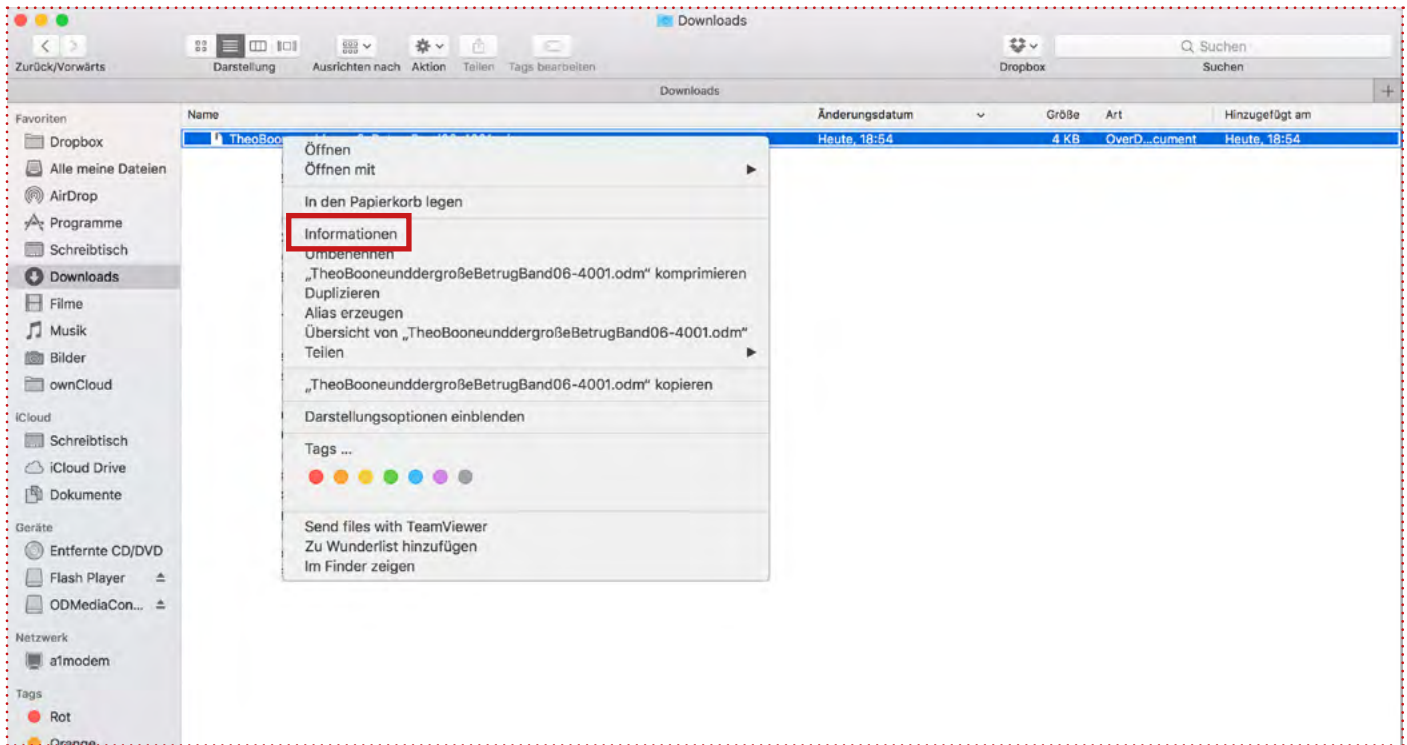 Downloads
Zurück/Vorwärts
Darstellung
Ausrichten nach
Aktion
Teilen
Tags bearbeiten
Dropbox
Suchen
Suchen
Downloads
Favoriten
Dropbox
Alle meine Dateien
AirDrop
Programme
Schreibtisch
Downloads
Filme
Musik
Bilder
ownCloud
iCloud
Schreibtisch
iCloud Drive
Dokumente
Geräte
Entfernte CD/DVD
Flash Player
ODMediaCon...
Netzwerk
a1modem
Tags
Rot
Orange
Name Änderungsdatum Größe Art Hinzugefügt am
Heute, 18:54 4 KB OverD...cument Heute, 18:54
Öffnen
Öffnen mit
In den Papierkorb legen
Informationen
Umbenennen
„TheoBooneunddergroßeBetrugBand06-4001.odm“ komprimieren
Duplizieren
Alias erzeugen
Übersicht von „TheoBooneunddergroßeBetrugBand06-4001.odm“
Teilen
„TheoBooneunddergroßeBetrugBand06-4001.odm“ kopieren
Darstellungsoptionen einblenden
Tags ...
Send files with TeamViewer
Zu Wunderlist hinzufügen
Im Finder zeigen